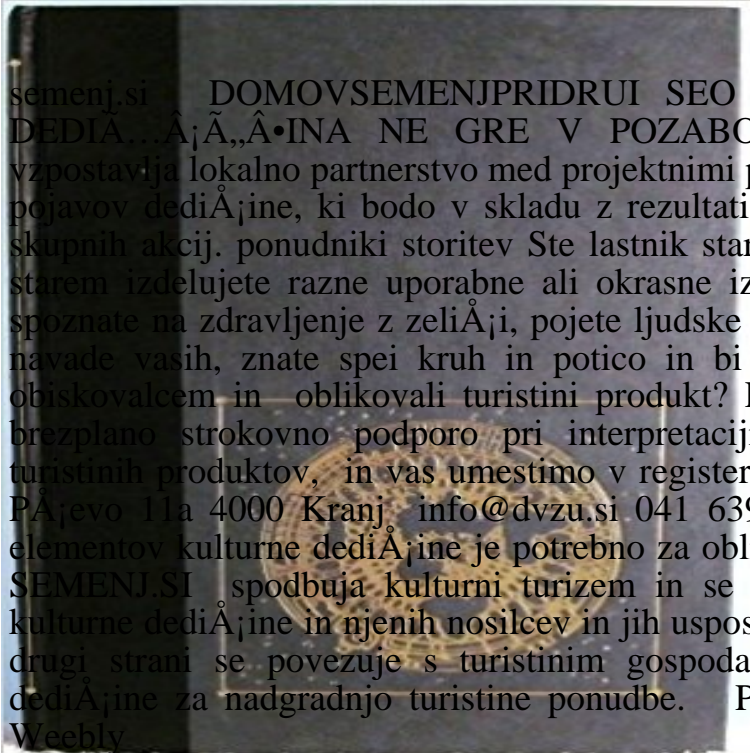 semenj.si DOMOVSEMENJPRIDRUI SEO
DEDIÃ…Â¡Ã„Â•INA NE GRE V POZABO
vzpostavlja lokalno partnerstvo med projektnimi p
pojavov dediÅ¡ine, ki bodo v skladu z rezultati
skupnih akcij. ponudniki storitev Ste lastnik star
starem izdelujete razne uporabne ali okrasne iz
spoznate na zdravljenje z zeliÅ¡i, pojete ljudske
navade vasih, znate spei kruh in potico in bi
obiskovalcem in oblikovali turistini produkt?
brezplano strokovno podporo pri interpretaciji
turistinih produktov, in vas umestimo v register
PÅ¡evo 11a 4000 Kranj info@dvzu.si 041 639
elementov kulturne dediÅ¡ine je potrebno za obl
SEMENJ.SI spodbuja kulturni turizem in se
kulturne dediÅ¡ine in njenih nosilcev in jih uspos
drugi strani se povezuje s turistinim gospoda
dediÅ¡ine za nadgradnjo turistine ponudbe. P
Weebly